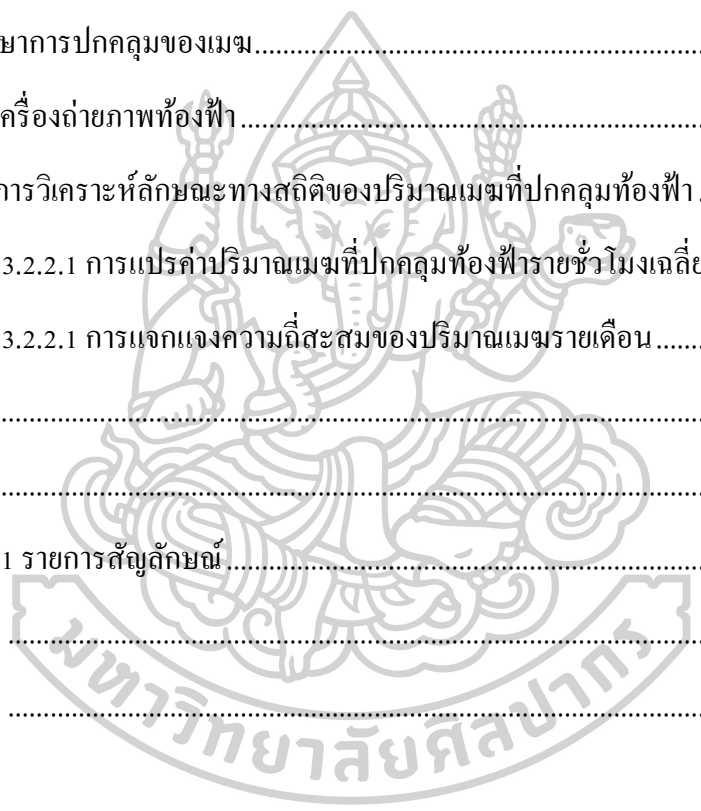 ษาการปกคลุมของเมฆ................................................................................
ครื่องถ่ายภาพท้องฟ้า................................................................................
การวิเคราะห์ลักษณะทางสถิติของปริมาณเมฆที่ปกคลุมท้องฟ้า .
3.2.2.1 การแปรค่าปริมาณเมฆที่ปกคลุมท้องฟ้ารายชั่วโมงเฉลี่ย
3.2.2.1 การแจกแจงความถี่สะสมของปริมาณเมฆรายเดือน.......
................................................................................
................................................................................
1 รายการสัญลักษณ์................................................................................
................................................................................
................................................................................
มหาวิทยาลัยศิลปากร